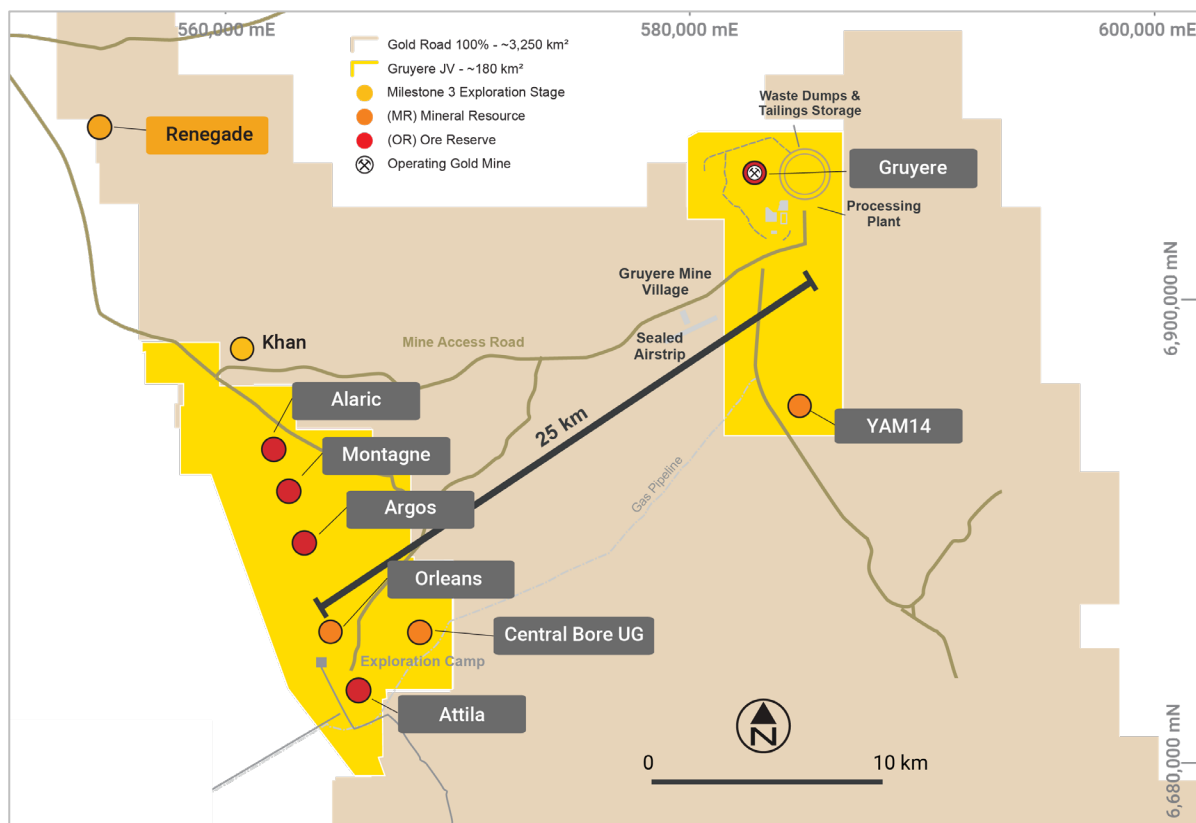 560,000 mE
580,000 mE
600,000 mE
Gold Road 100% - ~3,250 km²
Gruyere JV - ~180 km²
Milestone 3 Exploration Stage
(MR) Mineral Resource
(OR) Ore Reserve
Operating Gold Mine
Waste Dumps &
Tailings Storage
Renegade
Gruyere
Processing
Plant
Gruyere Mine
Village
6,900,000 mN
Sealed
Airstrip
Khan
Mine Access Road
Alaric
YAM14
25 km
Montagne
Gas Pipeline
Argos
Orleans
Central Bore UG
Exploration Camp
Attila
N
0
10 km
6,680,000 mN